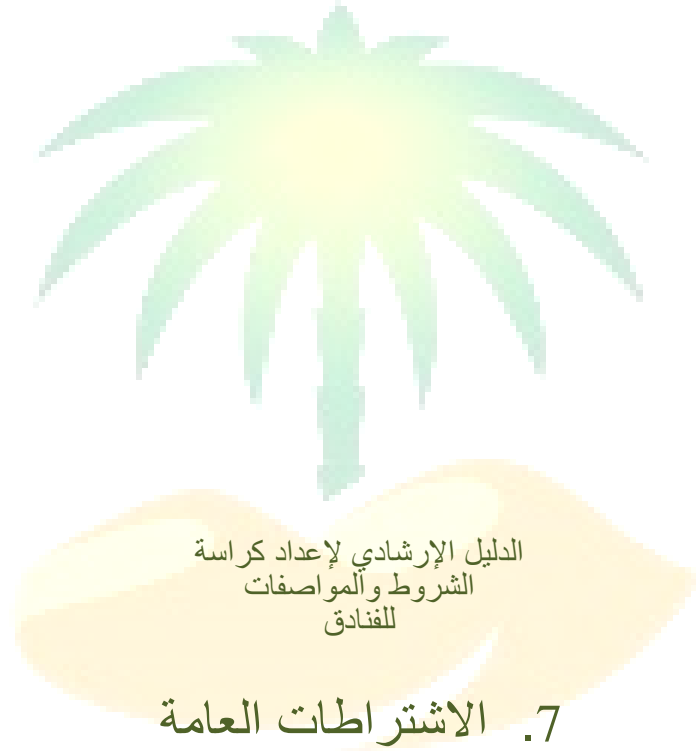 الدليل الإرشادي لإعداد كراسة
الشروط والمواصفات
للفنادق
7. الاشتراطات العامة